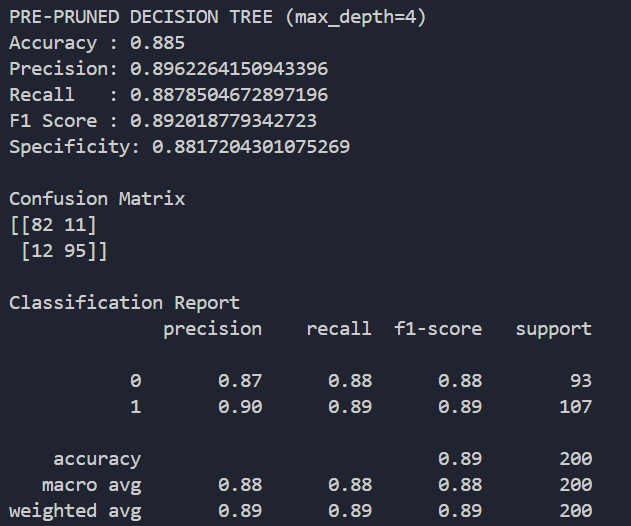 PRE-PRUNED DECISION TREE (max_depth=4)
Accuracy : 0.885
Precision: 0.8962264150943396
Recall   : 0.8878504672897196
F1 Score : 0.892018779342723
Specificity: 0.8817204301075269

Confusion Matrix
[[82 11]
 [12 95]]

Classification Report
              precision    recall  f1-score   support

           0       0.87      0.88      0.88        93
           1       0.90      0.89      0.89       107

    accuracy                           0.89       200
   macro avg       0.88      0.88      0.88       200
weighted avg       0.89      0.89      0.89       200